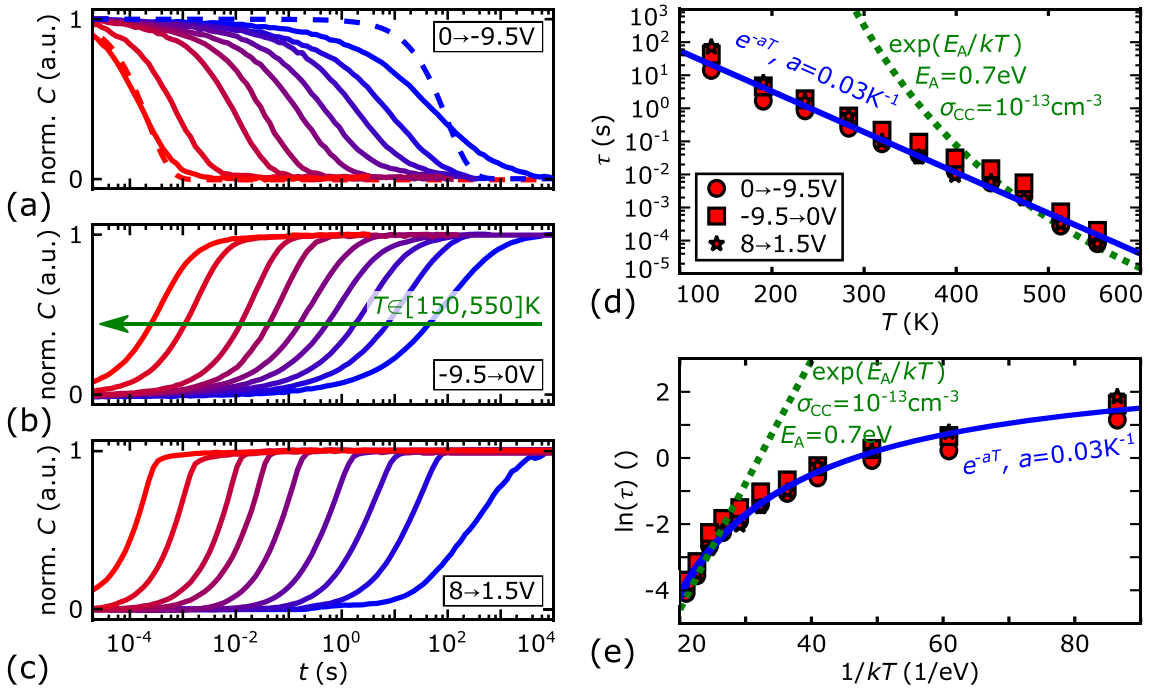 norm. C (a.u.)
1
0
0→-9.5V
(a)
norm. C (a.u.)
1
0
T∈[150,550]K
-9.5→0V
(b)
norm. C (a.u.)
1
0
8→1.5V
(c)
10⁻⁴ 10⁻² 10⁰ 10² 10⁴
t (s)
τ (s)
10³
10²
10¹
10⁰
10⁻¹
10⁻²
10⁻³
10⁻⁴
10⁻⁵
e⁻ᵃᵀ, a=0.03K⁻¹
exp(E_A/kT)
E_A=0.7eV
σ_CC=10⁻¹³cm⁻³
0→-9.5V
-9.5→0V
8→1.5V
100 200 300 400 500 600
T (K)
(d)
ln(τ) ()
2
0
-2
-4
exp(E_A/kT)
σ_CC=10⁻¹³cm⁻³
E_A=0.7eV
e⁻ᵃᵀ, a=0.03K⁻¹
20 40 60 80
1/kT (1/eV)
(e)